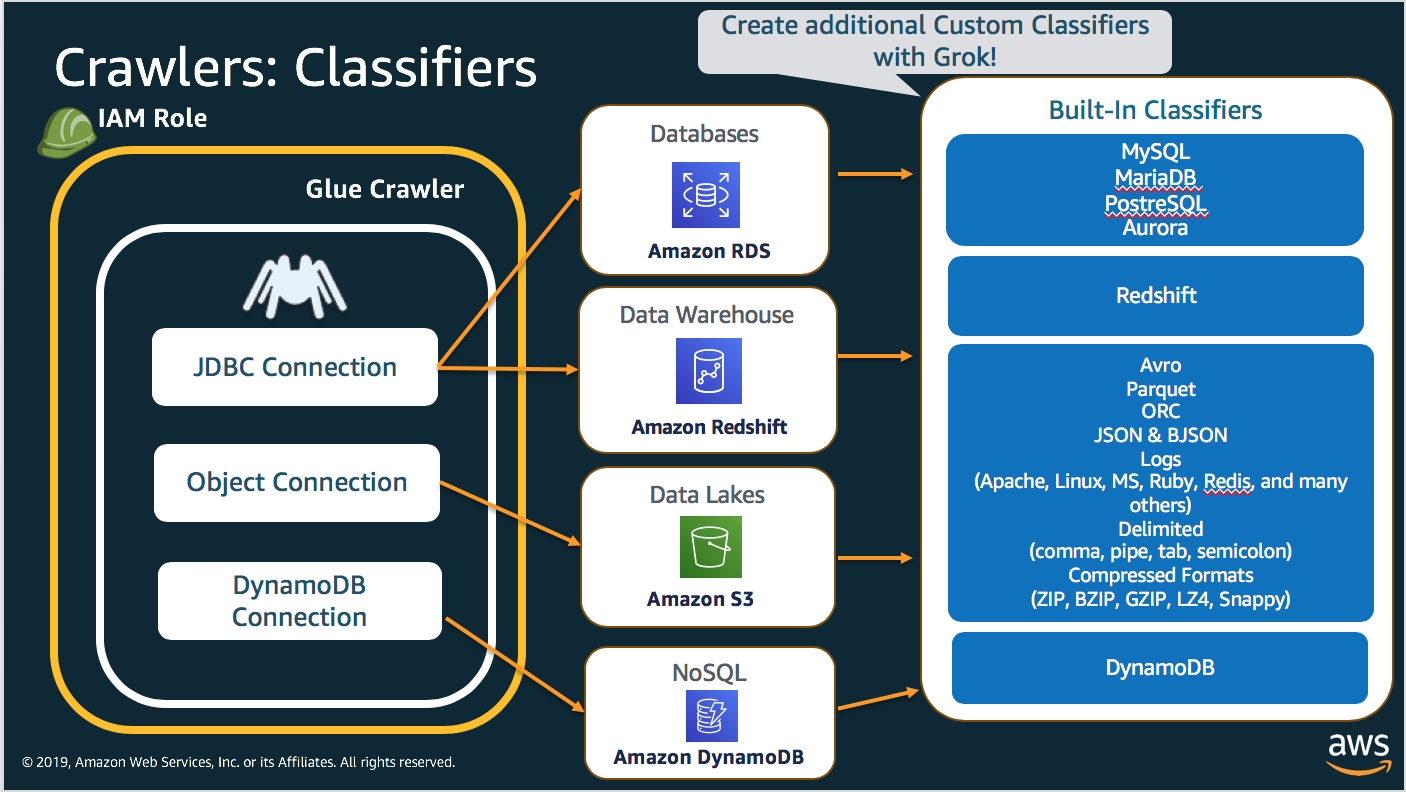 Create additional Custom Classifiers
with Grok!
Crawlers: Classifiers
IAM Role
Glue Crawler
JDBC Connection
Object Connection
DynamoDB
Connection
Databases
Amazon RDS
Data Warehouse
Amazon Redshift
Data Lakes
Amazon S3
NoSQL
Amazon DynamoDB
Built-In Classifiers
MySQL
MariaDB
PostreSQL
Aurora
Redshift
Avro
Parquet
ORC
JSON & BJSON
Logs
(Apache, Linux, MS, Ruby, Redis, and many
others)
Delimited
(comma, pipe, tab, semicolon)
Compressed Formats
(ZIP, BZIP, GZIP, LZ4, Snappy)
DynamoDB
© 2019, Amazon Web Services, Inc. or its Affiliates. All rights reserved.
aws